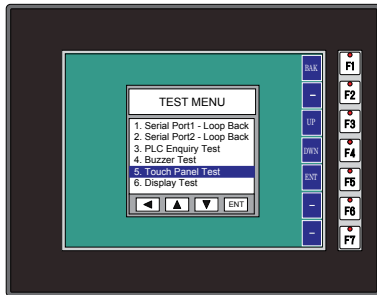 TEST MENU
1. Serial Port1 - Loop Back
2. Serial Port2 - Loop Back
3. PLC Enquiry Test
4. Buzzer Test
5. Touch Panel Test
6. Display Test
ENT
BAK
–
UP
DWN
ENT
–
–
F1
F2
F3
F4
F5
F6
F7